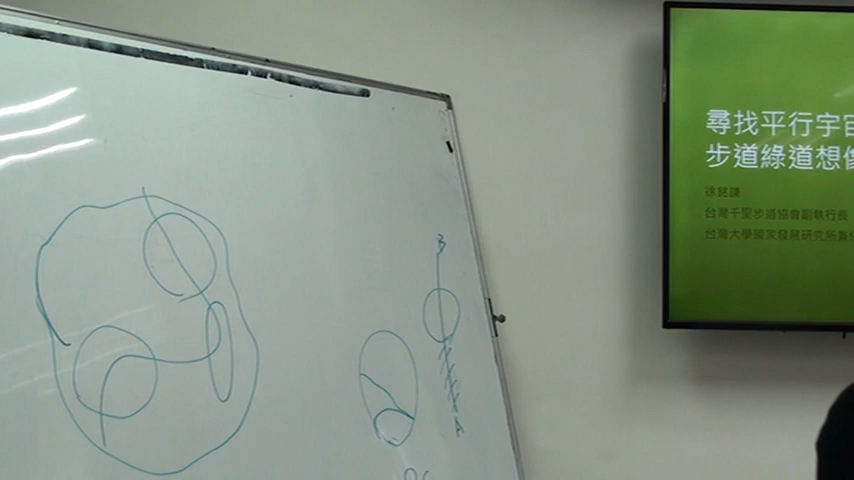 B
A
尋找平行宇宙
步道綠道想像
徐銘謙
台灣千里步道協會副執行長
台灣大學國家發展研究所兼任